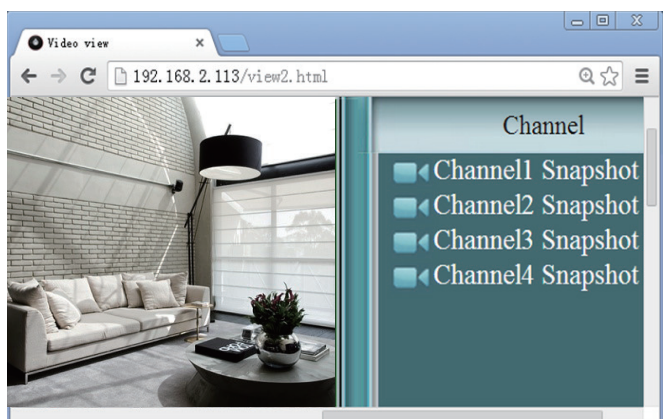 Video view
192.168.2.113/view2.html
Channel
Channel1 Snapshot
Channel2 Snapshot
Channel3 Snapshot
Channel4 Snapshot